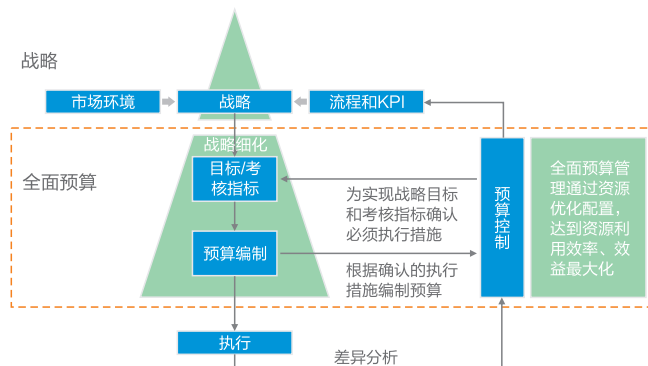 战略
市场环境
战略
流程和KPI
全面预算
战略细化
目标/考
核指标
预算编制
为实现战略目标
和考核指标确认
必须执行措施
根据确认的执行
措施编制预算
预算控制
全面预算管
理通过资源
优化配置，
达到资源利
用效率、效
益最大化
执行
差异分析